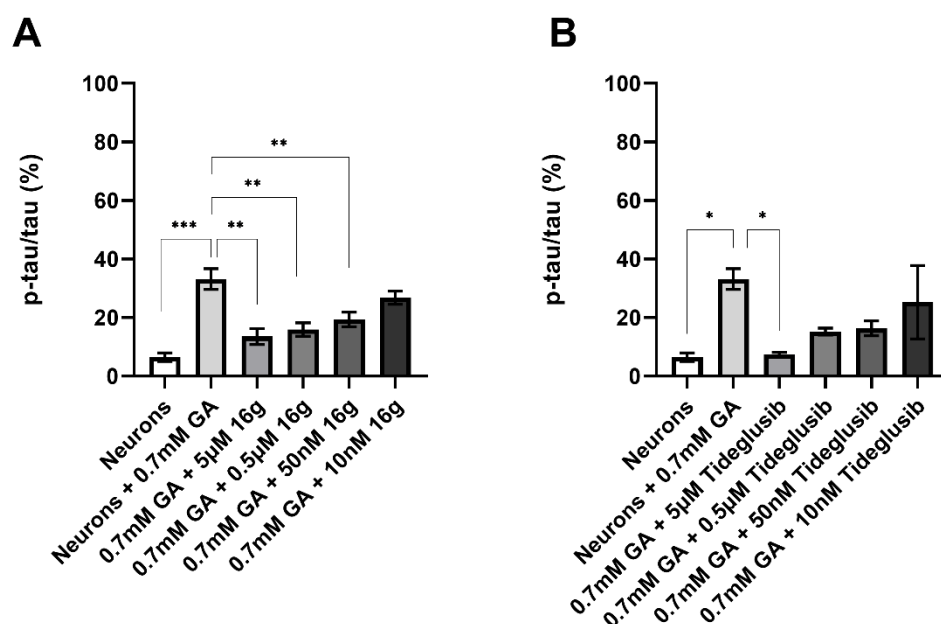 A
p-tau/tau (%)
100
80
60
40
20
0
**
**
***
**
Neurons
Neurons + 0.7mM GA
0.7mM GA + 5µM 16g
0.7mM GA + 0.5µM 16g
0.7mM GA + 50nM 16g
0.7mM GA + 10nM 16g
B
p-tau/tau (%)
100
80
60
40
20
0
*
*
Neurons
Neurons + 0.7mM GA
0.7mM GA + 5µM Tideglusib
0.7mM GA + 0.5µM Tideglusib
0.7mM GA + 50nM Tideglusib
0.7mM GA + 10nM Tideglusib